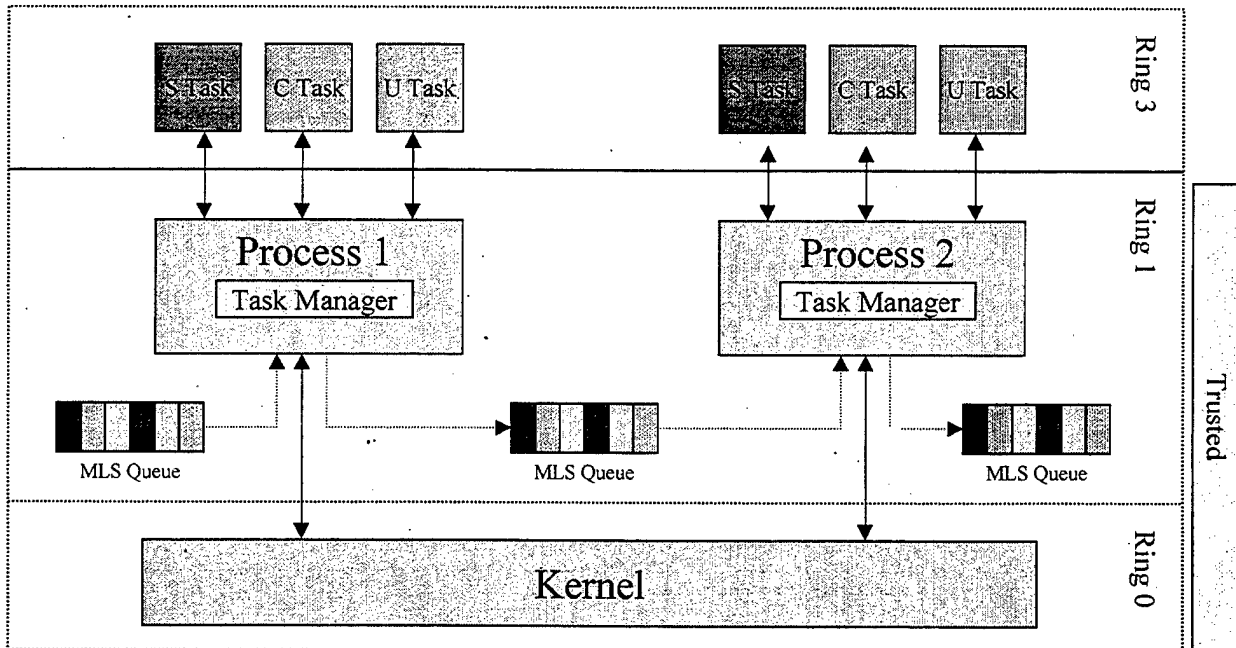 S Task
C Task
U Task
S Task
C Task
U Task
Ring 3
Process 1
Task Manager
Process 2
Task Manager
Ring 1
MLS Queue
MLS Queue
MLS Queue
Trusted
Kernel
Ring 0